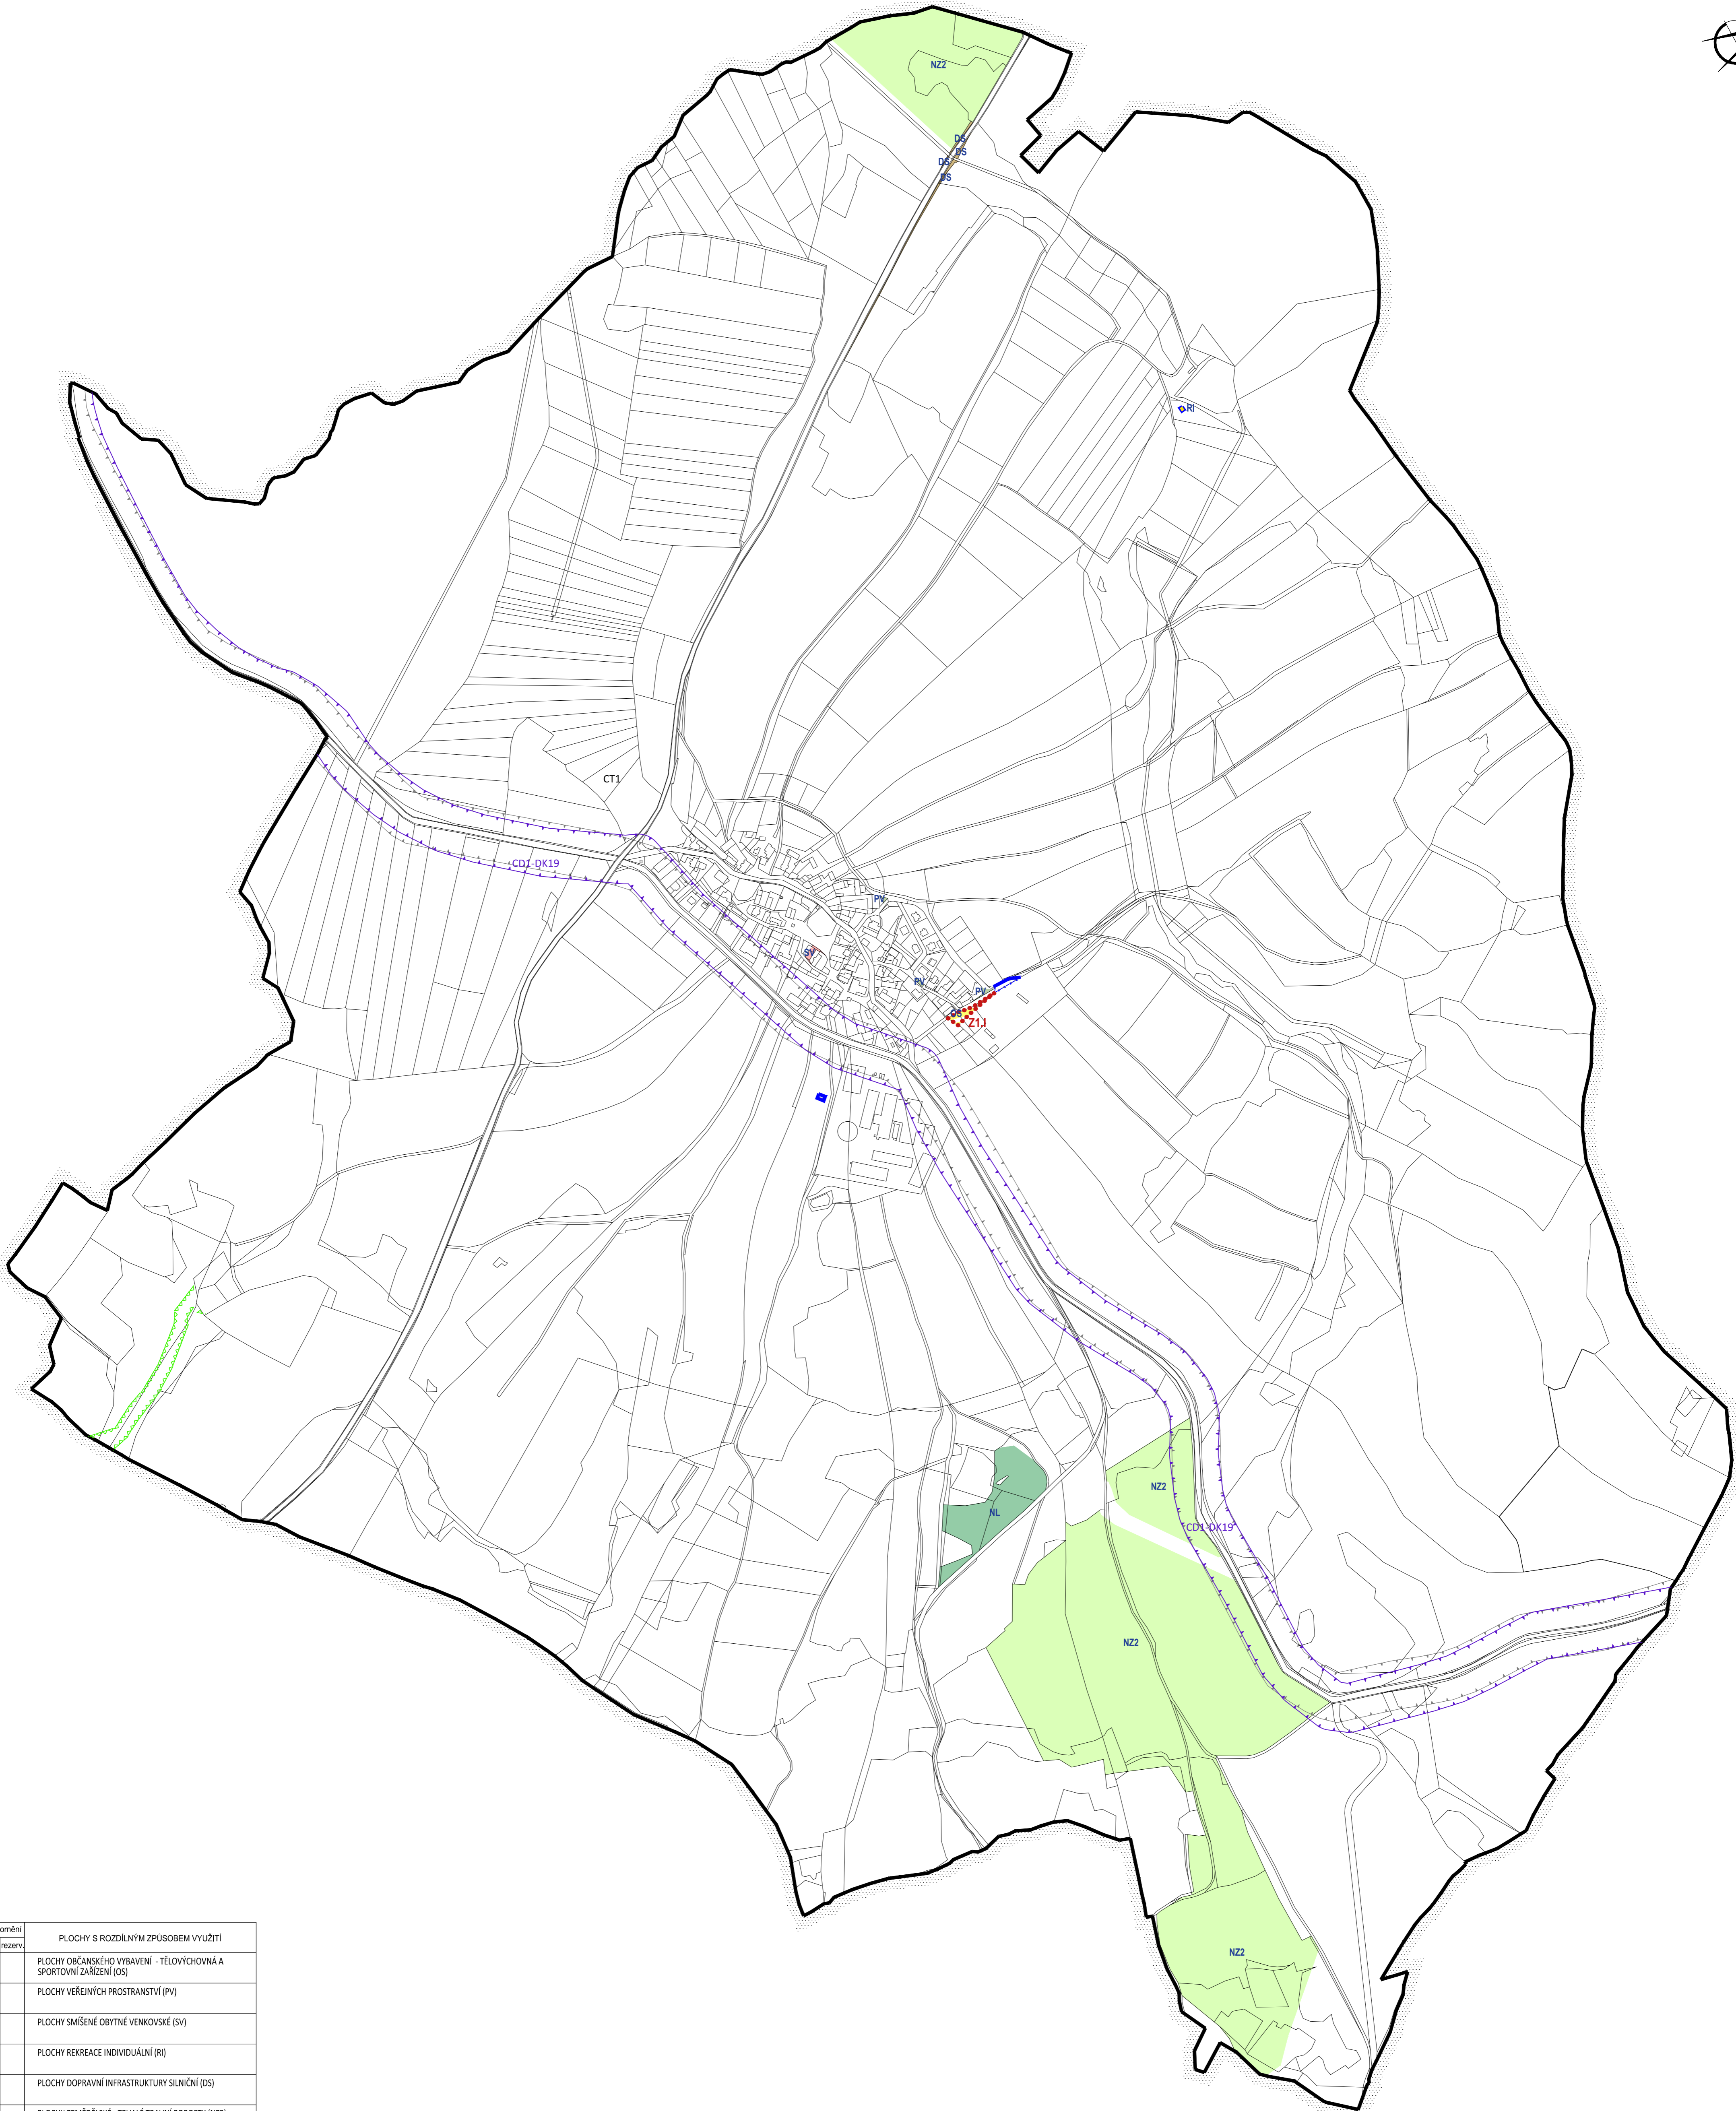 NZ2
DS
DS
DS
DS
RI
CT1
CD1-DK19
PV
SV
PV
PV
OS
Z1.I
NZ2
NL
CD1-DK19
NZ2
NZ2
rezerv.
PLOCHY S ROZDÍLNÝM ZPŮSOBEM VYUŽITÍ
PLOCHY OBČANSKÉHO VYBAVENÍ - TĚLOVÝCHOVNÁ A
SPORTOVNÍ ZAŘÍZENÍ (OS)
PLOCHY VEŘEJNÝCH PROSTRANSTVÍ (PV)
PLOCHY SMÍŠENÉ OBYTNÉ VENKOVSKÉ (SV)
PLOCHY REKREACE INDIVIDUÁLNÍ (RI)
PLOCHY DOPRAVNÍ INFRASTRUKTURY SILNIČNÍ (DS)